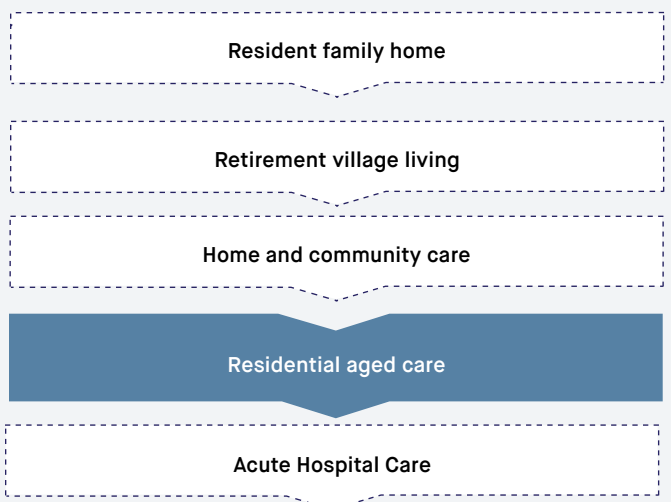 Resident family home
Retirement village living
Home and community care
Residential aged care
Acute Hospital Care